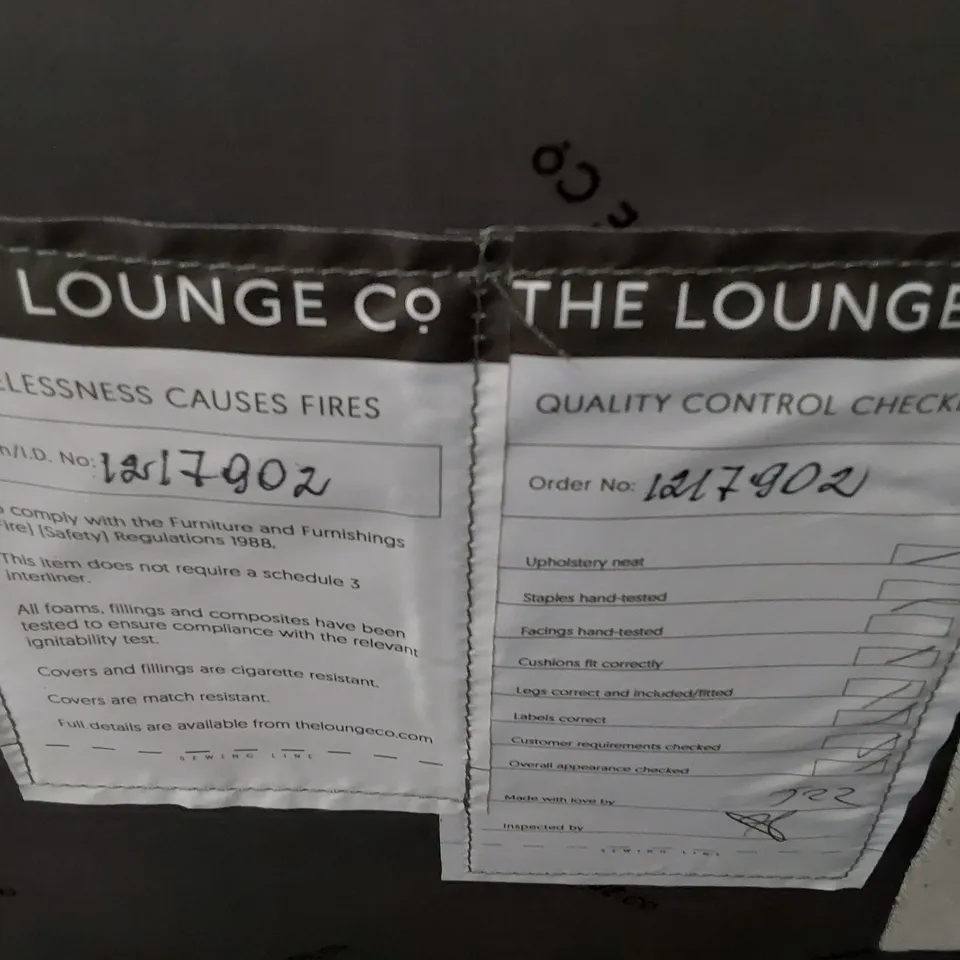 LOUNGE Co
LESSNESS CAUSES FIRES
I.D. No: 1217902
comply with the Furniture and Furnishings
Fire] [Safety] Regulations 1988.
This item does not require a schedule 3
interliner.
All foams, fillings and composites have been
tested to ensure compliance with the relevant
ignitability test.
Covers and fillings are cigarette resistant.
Covers are match resistant.
Full details are available from theloungeco.com
SEWING LINE
THE LOUNGE
QUALITY CONTROL CHECK
Order No: 1217902
Upholstery neat
Staples hand-tested
Facings hand-tested
Cushions fit correctly
Legs correct and included/fitted
Labels correct
Customer requirements checked
Overall appearance checked
Made with love by
Inspected by
SEWING LINE